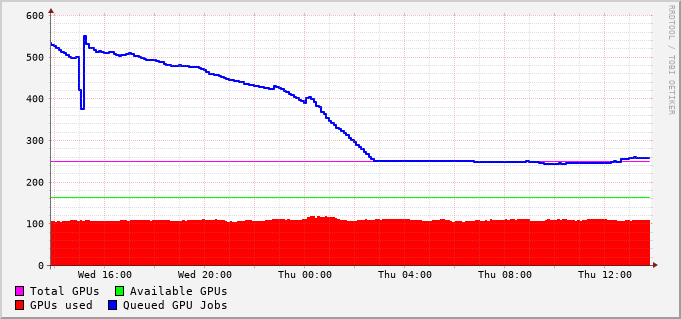 600
500
400
300
200
100
0
Wed 16:00 Wed 20:00 Thu 00:00 Thu 04:00 Thu 08:00 Thu 12:00
Total GPUs Available GPUs
GPUs used Queued GPU Jobs
RRDTOOL / TOBI OETIKER